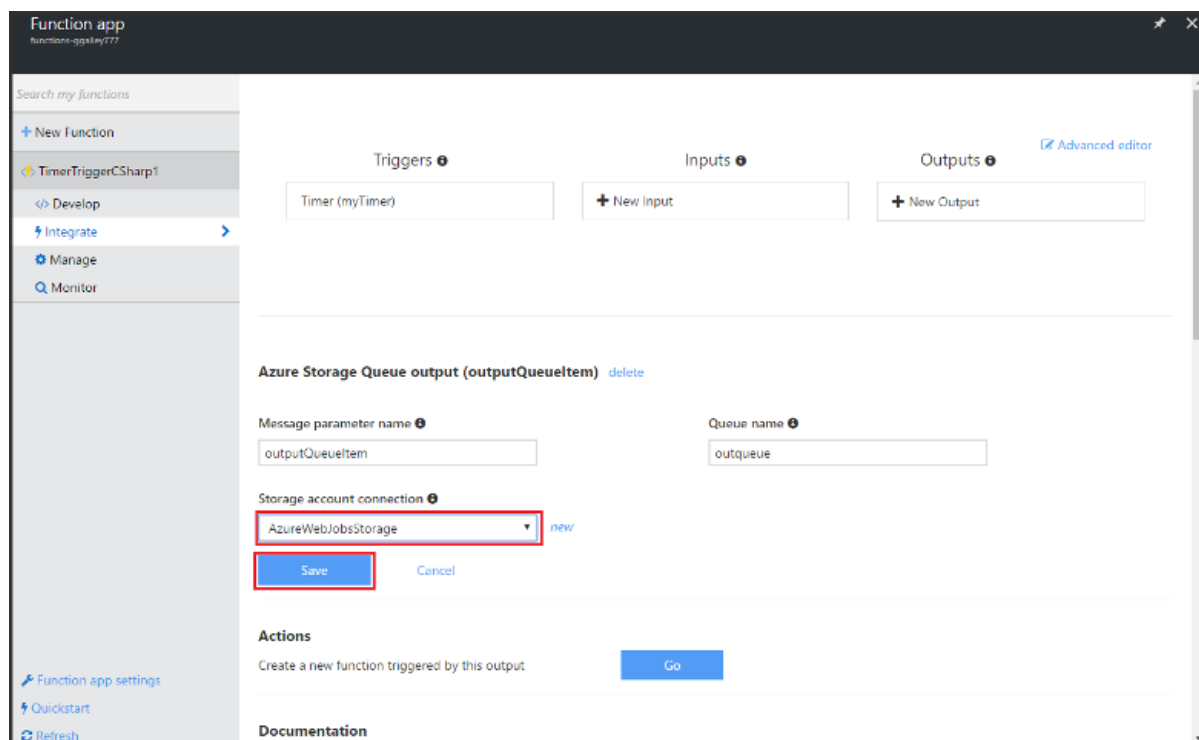 Function app
functions-ggailey777
Search my functions
New Function
TimerTriggerCSharp1
</> Develop
Integrate
Manage
Monitor
Function app settings
Quickstart
Refresh
Advanced editor
Triggers
Inputs
Outputs
Timer (myTimer)
+ New Input
+ New Output
Azure Storage Queue output (outputQueueItem) delete
Message parameter name
Queue name
outputQueueItem
outqueue
Storage account connection
AzureWebJobsStorage
new
Save
Cancel
Actions
Create a new function triggered by this output
Go
Documentation